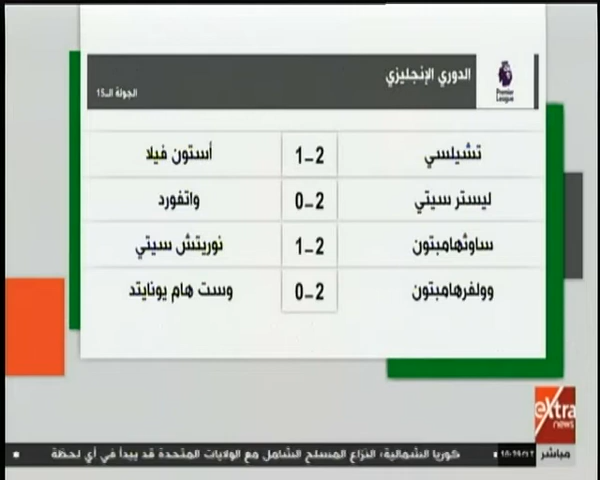 الدوري الإنجليزي
Premier
League
الجولة الـ15
تشيلسي 2-1 أستون فيلا
ليستر سيتي 2-0 واتفورد
ساوثهامبتون 2-1 نوريتش سيتي
وولفرهامبتون 2-0 وست هام يونايتد
eXtra
news
مباشر
كوريا الشمالية: النزاع المسلح الشامل مع الولايات المتحدة قد يبدأ في أي لحظة